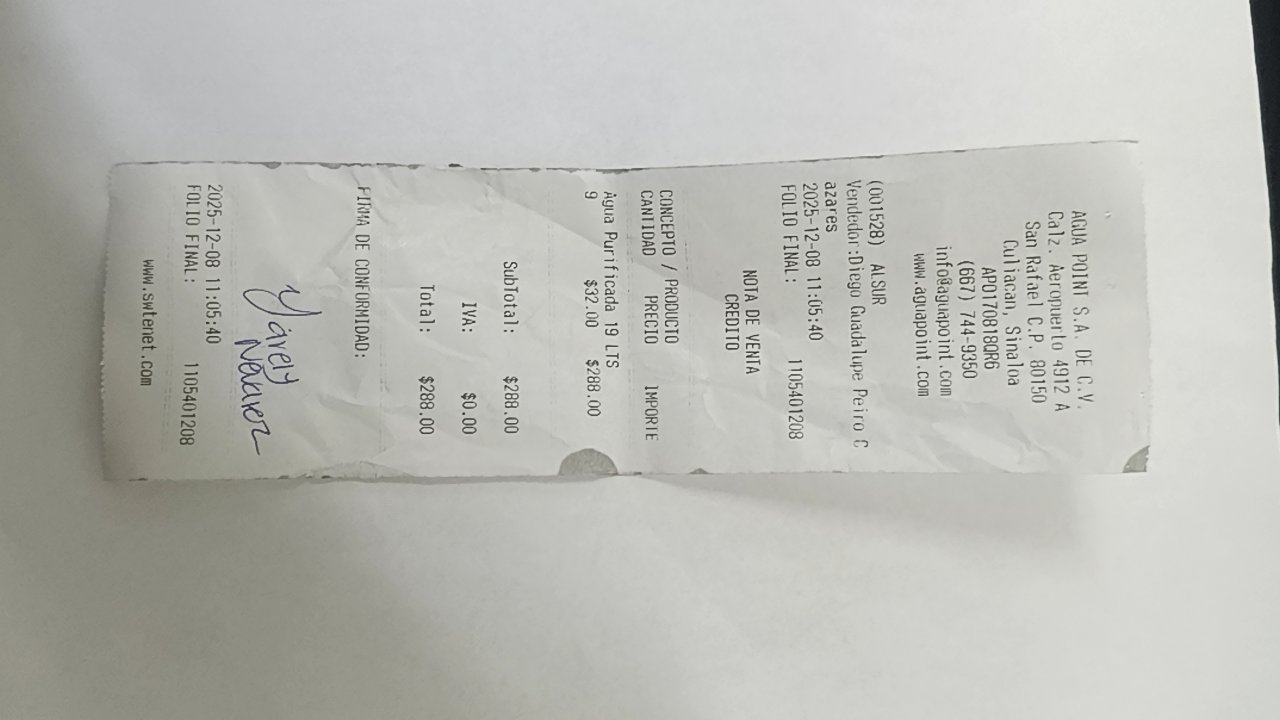 AGUA POINT S.A. DE C.V.
Calz. Aeropuerto 4912 A
San Rafael C.P. 80150
Culiacan, Sinaloa
APO170818QR6
(667) 744-9350
info@aguapoint.com
www.aguapoint.com
(001528) ALSUR
Vendedor:Diego Guadalupe Peiro C
azares
2025-12-08 11:05:40
FOLIO FINAL: 1105401208
NOTA DE VENTA
CREDITO
CONCEPTO / PRODUCTO
CANTIDAD PRECIO IMPORTE
Agua Purificada 19 LTS
9 $32.00 $288.00
SubTotal: $288.00
IVA: $0.00
Total: $288.00
FIRMA DE CONFORMIDAD:
Yarely
2025-12-08 11:05:40
FOLIO FINAL: 1105401208
www.swtenet.com